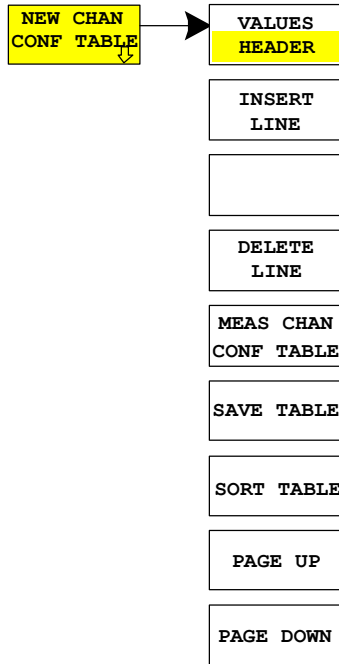 NEW CHAN
CONF TABLE
VALUES
HEADER
INSERT
LINE
DELETE
LINE
MEAS CHAN
CONF TABLE
SAVE TABLE
SORT TABLE
PAGE UP
PAGE DOWN